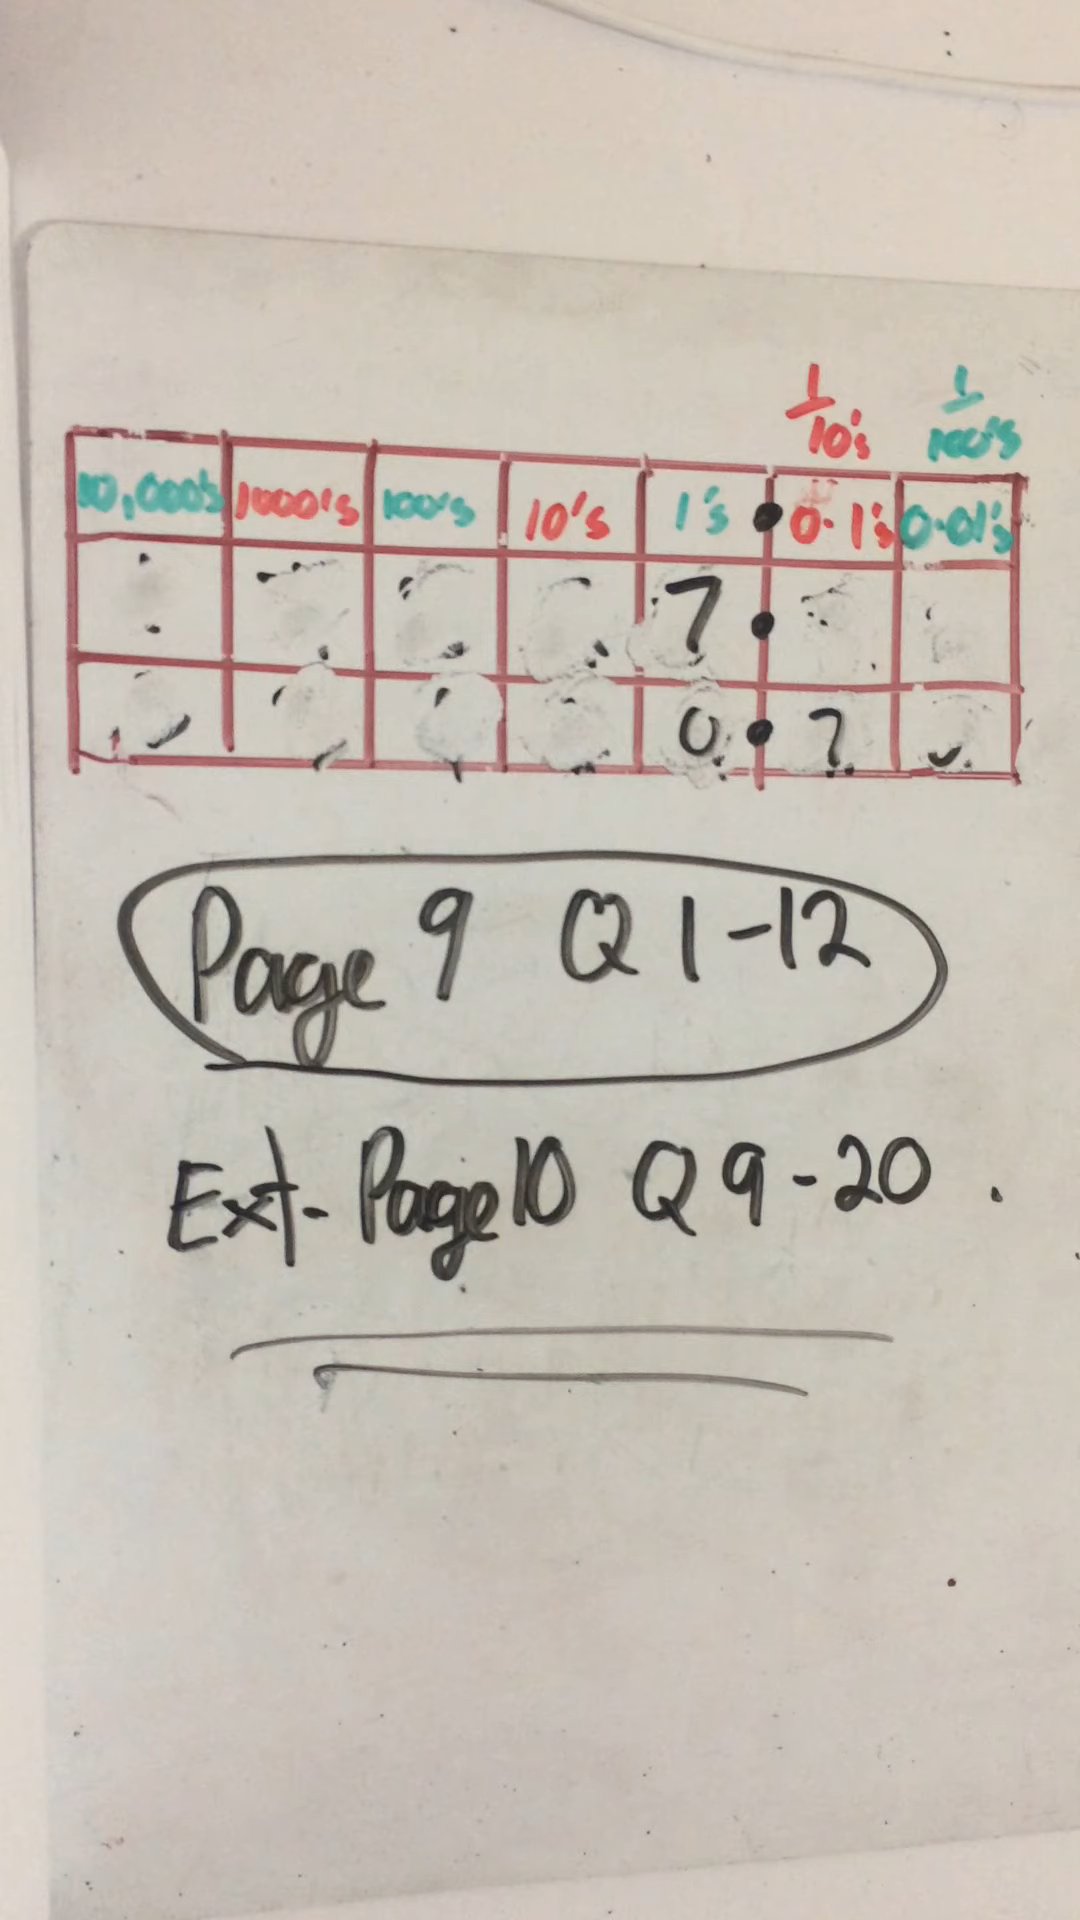 1/10's 1/100's
10,000's 1000's 100's 10's 1's • 0.1's 0.01's
7 •
0 • 7
Page 9 Q 1-12
Ext- Page 10 Q 9-20.